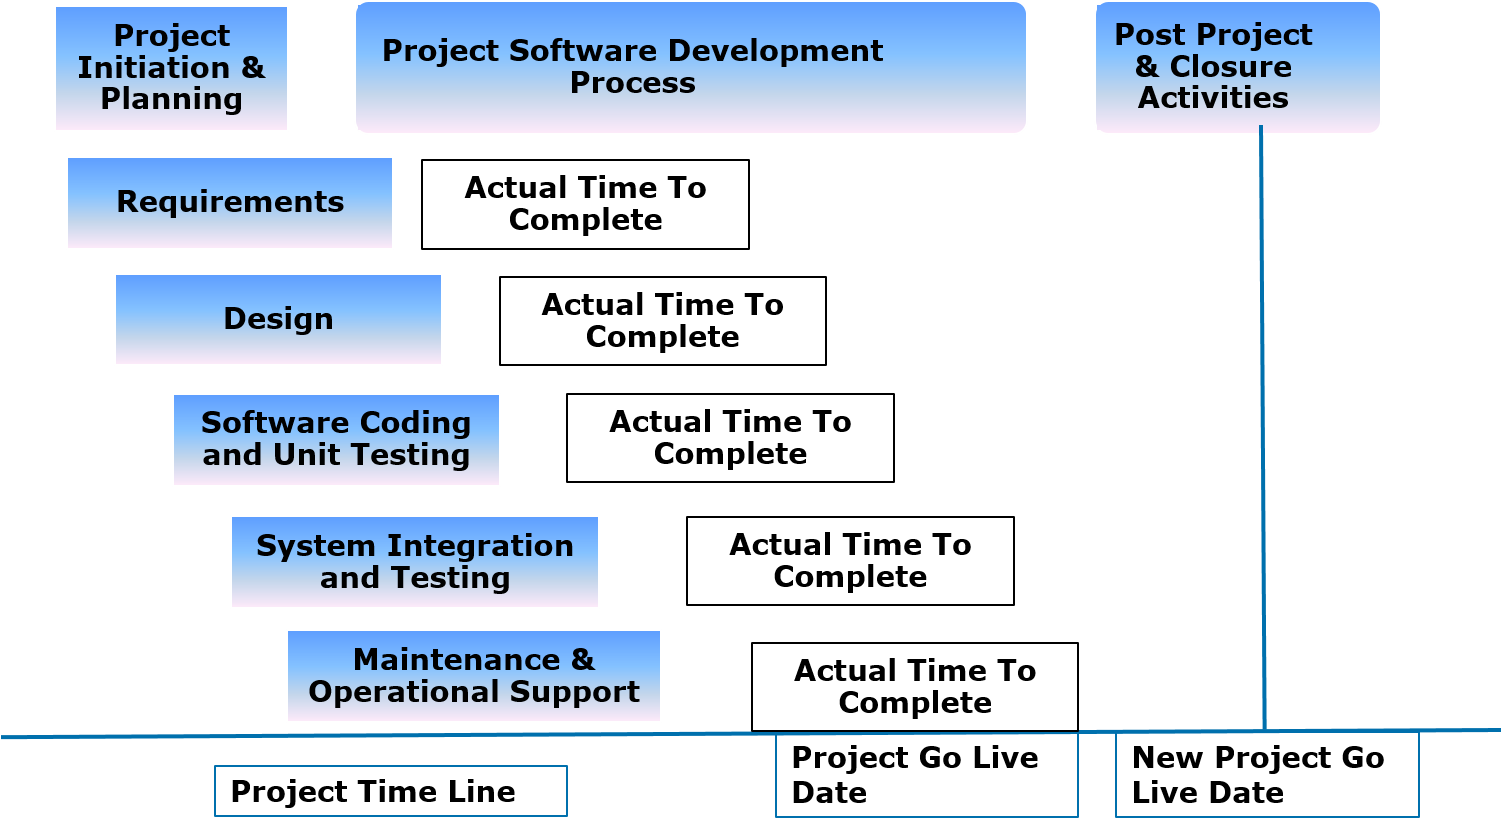 Project
Initiation &
Planning
Project Software Development
Process
Post Project
& Closure
Activities
Requirements
Actual Time To
Complete
Design
Actual Time To
Complete
Software Coding
and Unit Testing
Actual Time To
Complete
System Integration
and Testing
Actual Time To
Complete
Maintenance &
Operational Support
Actual Time To
Complete
Project Time Line
Project Go Live
Date
New Project Go
Live Date